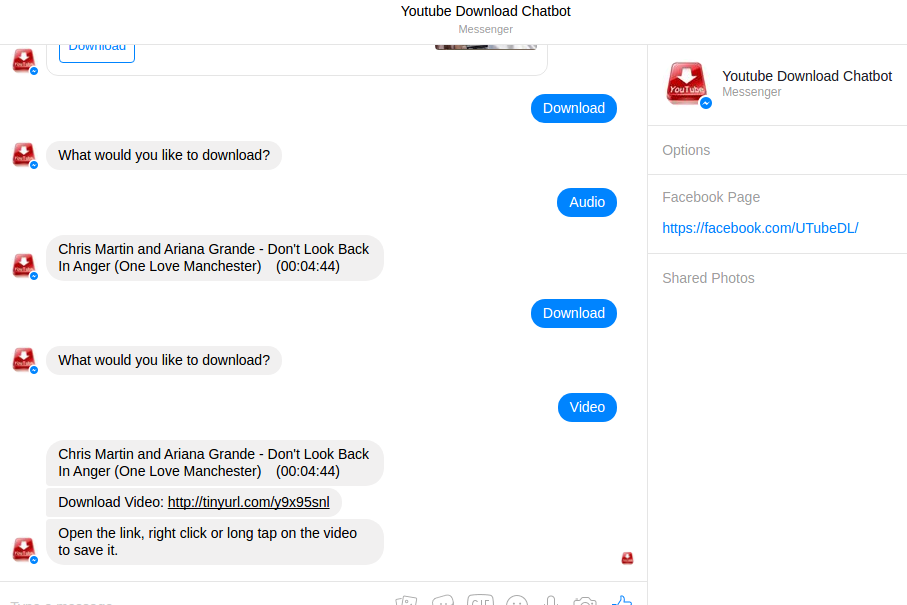 Youtube Download Chatbot
Messenger
Download
Download
What would you like to download?
Audio
Chris Martin and Ariana Grande - Don't Look Back
In Anger (One Love Manchester) (00:04:44)
Download
What would you like to download?
Video
Chris Martin and Ariana Grande - Don't Look Back
In Anger (One Love Manchester) (00:04:44)
Download Video: http://tinyurl.com/y9x95snl
Open the link, right click or long tap on the video
to save it.
Type a message
GIF
YouTube
Youtube Download Chatbot
Messenger
Options
Facebook Page
https://facebook.com/UTubeDL/
Shared Photos